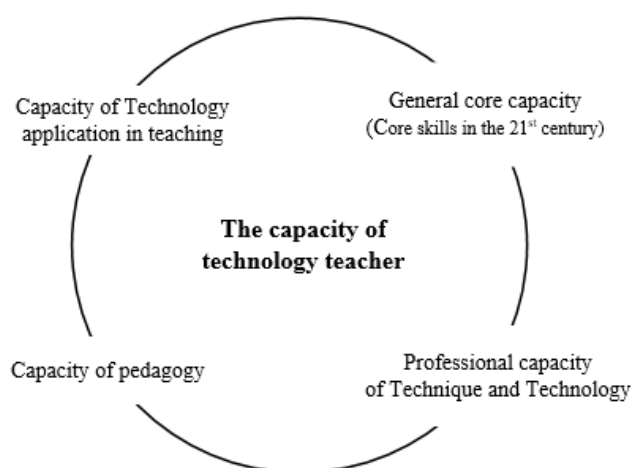 Capacity of Technology
application in teaching
General core capacity
(Core skills in the 21st century)
The capacity of
technology teacher
Capacity of pedagogy
Professional capacity
of Technique and Technology